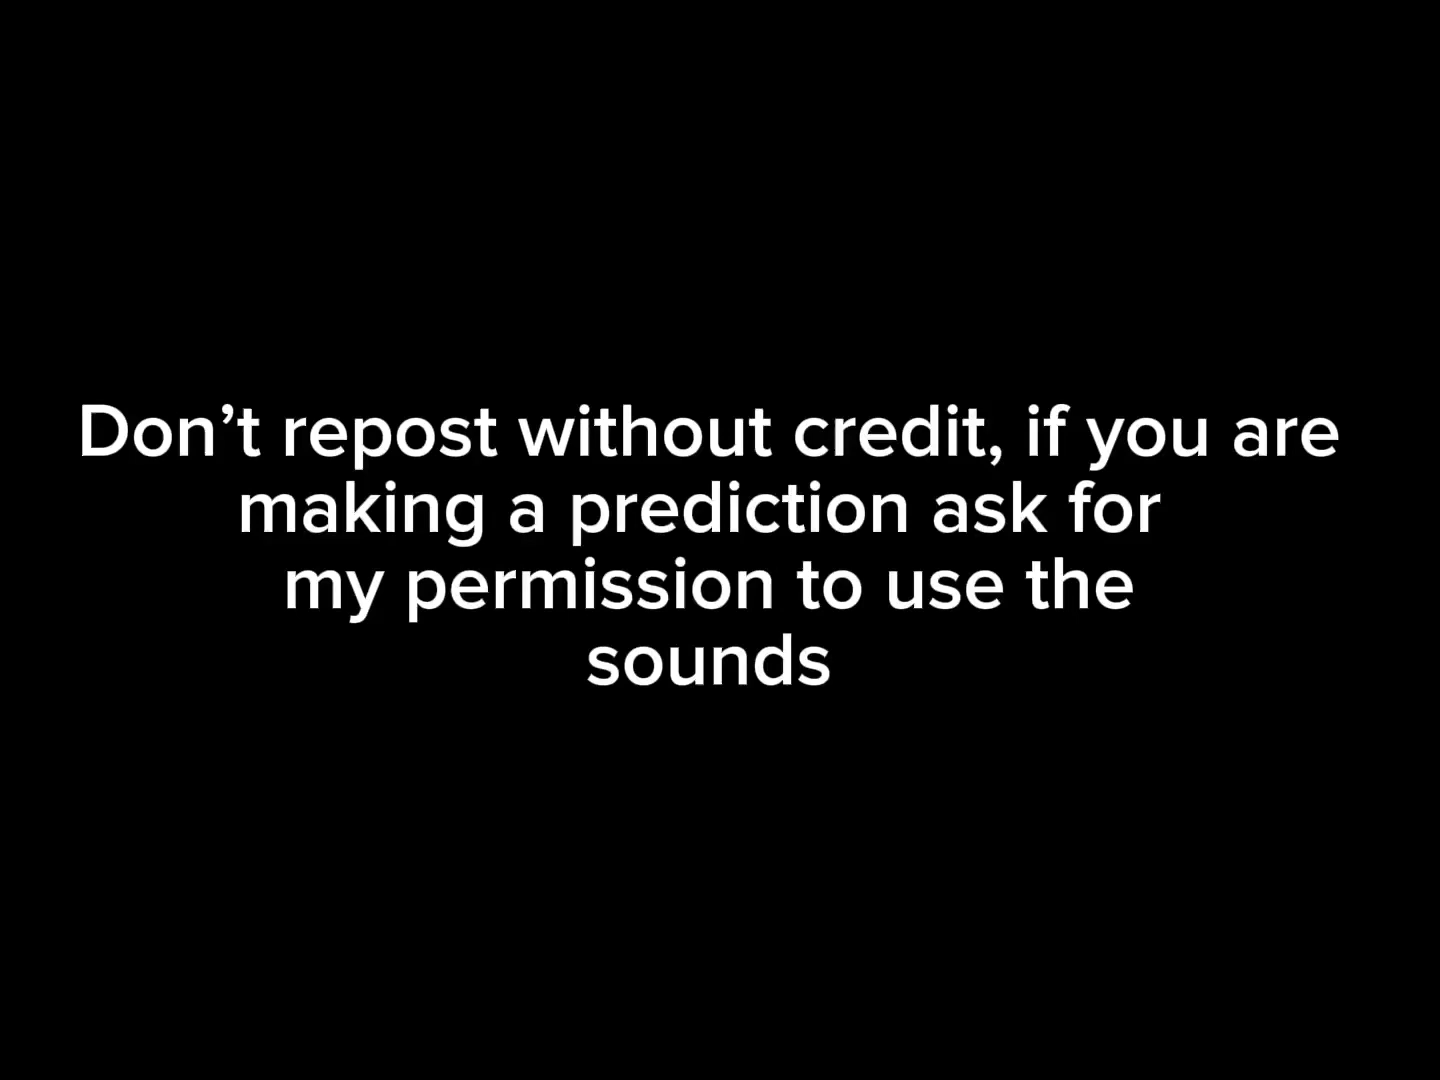 Don’t repost without credit, if you are
making a prediction ask for
my permission to use the
sounds